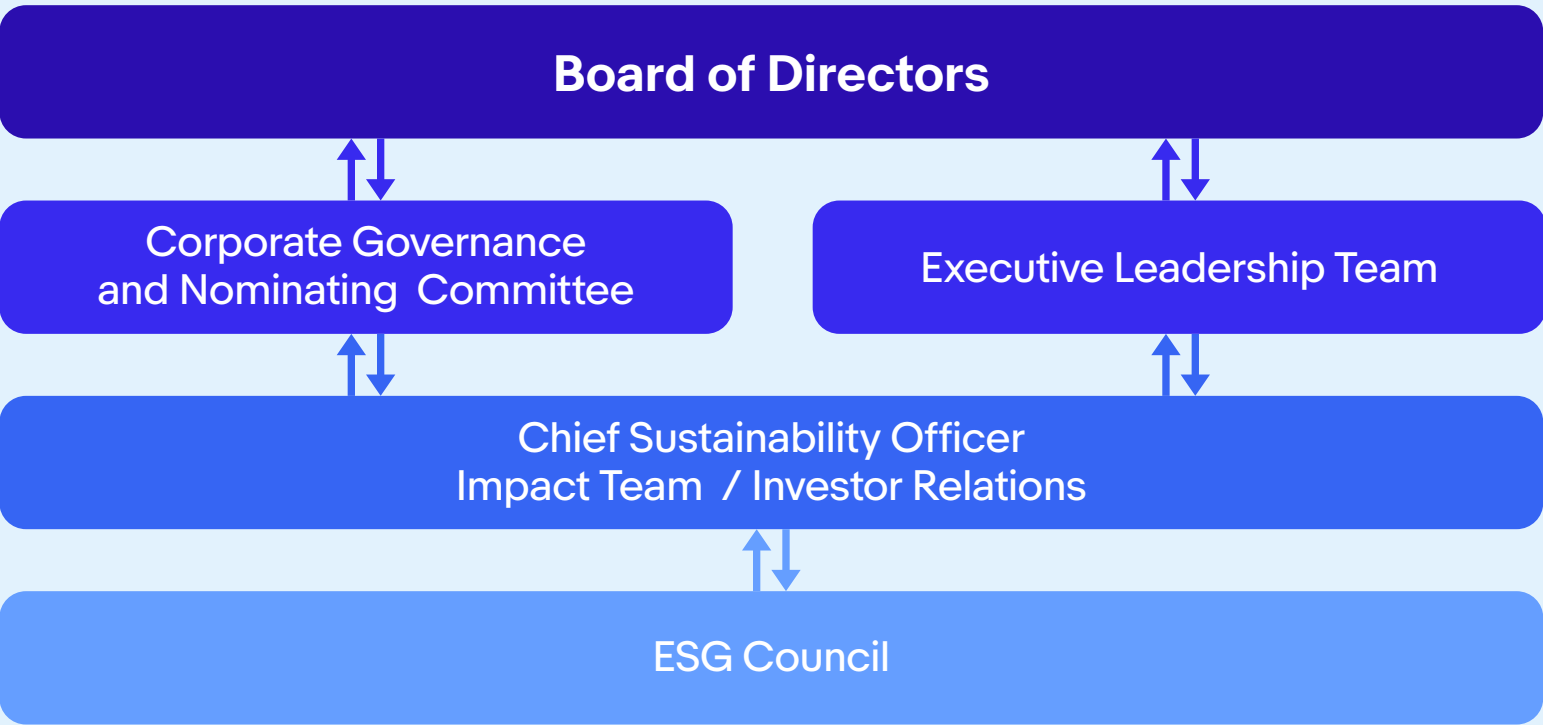 Board of Directors
Corporate Governance
and Nominating Committee
Executive Leadership Team
Chief Sustainability Officer
Impact Team / Investor Relations
ESG Council